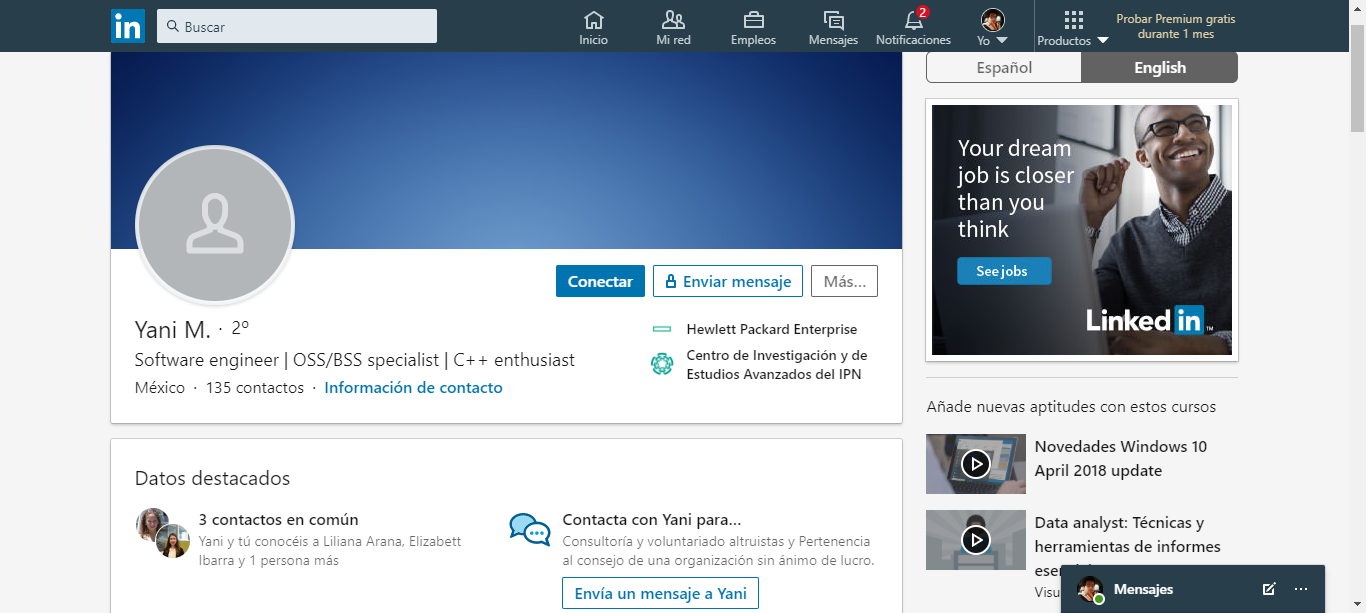 in
Buscar
Inicio
Mi red
Empleos
Mensajes
2
Notificaciones
Yo
Productos
Probar Premium gratis
durante 1 mes
Español
English
Your dream
job is closer
than you
think
See jobs
Linked in ™
Conectar
Enviar mensaje
Más...
Yani M. · 2º
Software engineer | OSS/BSS specialist | C++ enthusiast
México · 135 contactos · Información de contacto
Hewlett Packard Enterprise
Centro de Investigación y de
Estudios Avanzados del IPN
Datos destacados
3 contactos en común
Yani y tú conocéis a Liliana Arana, Elizabett
Ibarra y 1 persona más
Contacta con Yani para...
Consultoría y voluntariado altruistas y Pertenencia
al consejo de una organización sin ánimo de lucro.
Envía un mensaje a Yani
Añade nuevas aptitudes con estos cursos
Novedades Windows 10
April 2018 update
Data analyst: Técnicas y
herramientas de informes
Mensajes